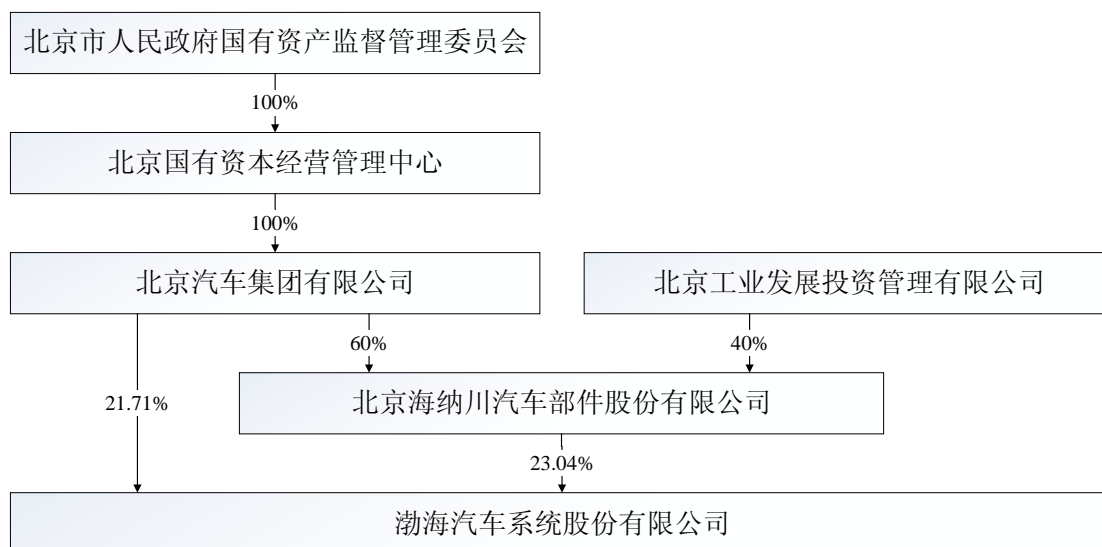 北京市人民政府国有资产监督管理委员会
100%
北京国有资本经营管理中心
100%
北京汽车集团有限公司
北京工业发展投资管理有限公司
60%
40%
北京海纳川汽车部件股份有限公司
21.71%
23.04%
渤海汽车系统股份有限公司